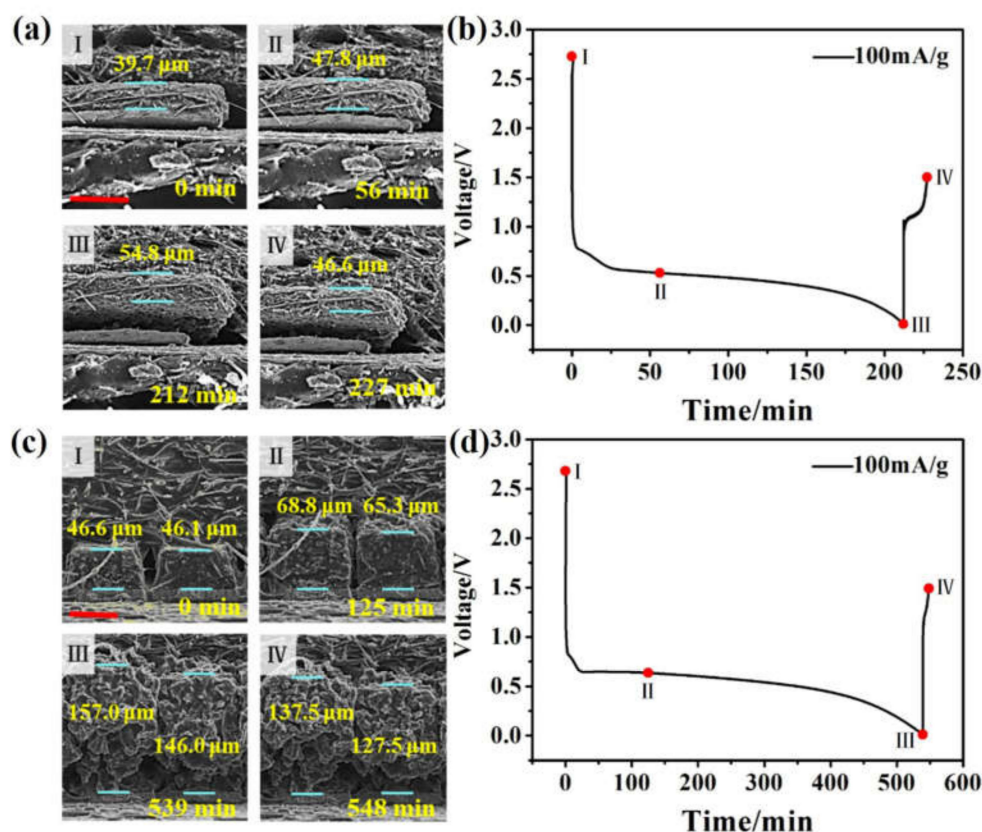 (a)
I
39.7 μm
0 min
II
47.8 μm
56 min
III
54.8 μm
212 min
IV
46.6 μm
227 min
(b)
3.0
2.5
2.0
1.5
1.0
0.5
0.0
Voltage/V
100mA/g
I
II
III
IV
0 50 100 150 200 250
Time/min
(c)
I
46.6 μm 46.1 μm
0 min
II
68.8 μm 65.3 μm
125 min
III
157.0 μm
146.0 μm
539 min
IV
137.5 μm
127.5 μm
548 min
(d)
3.0
2.5
2.0
1.5
1.0
0.5
0.0
Voltage/V
100mA/g
I
II
III
IV
0 100 200 300 400 500 600
Time/min